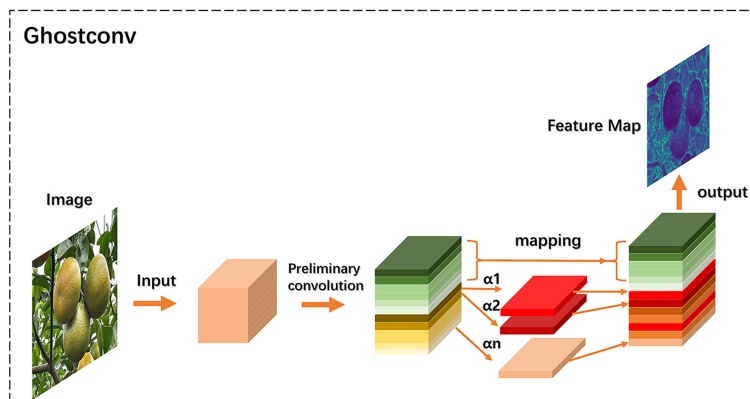 Ghostconv
Feature Map
output
Image
mapping
Input
Preliminary
convolution
α1
α2
αn